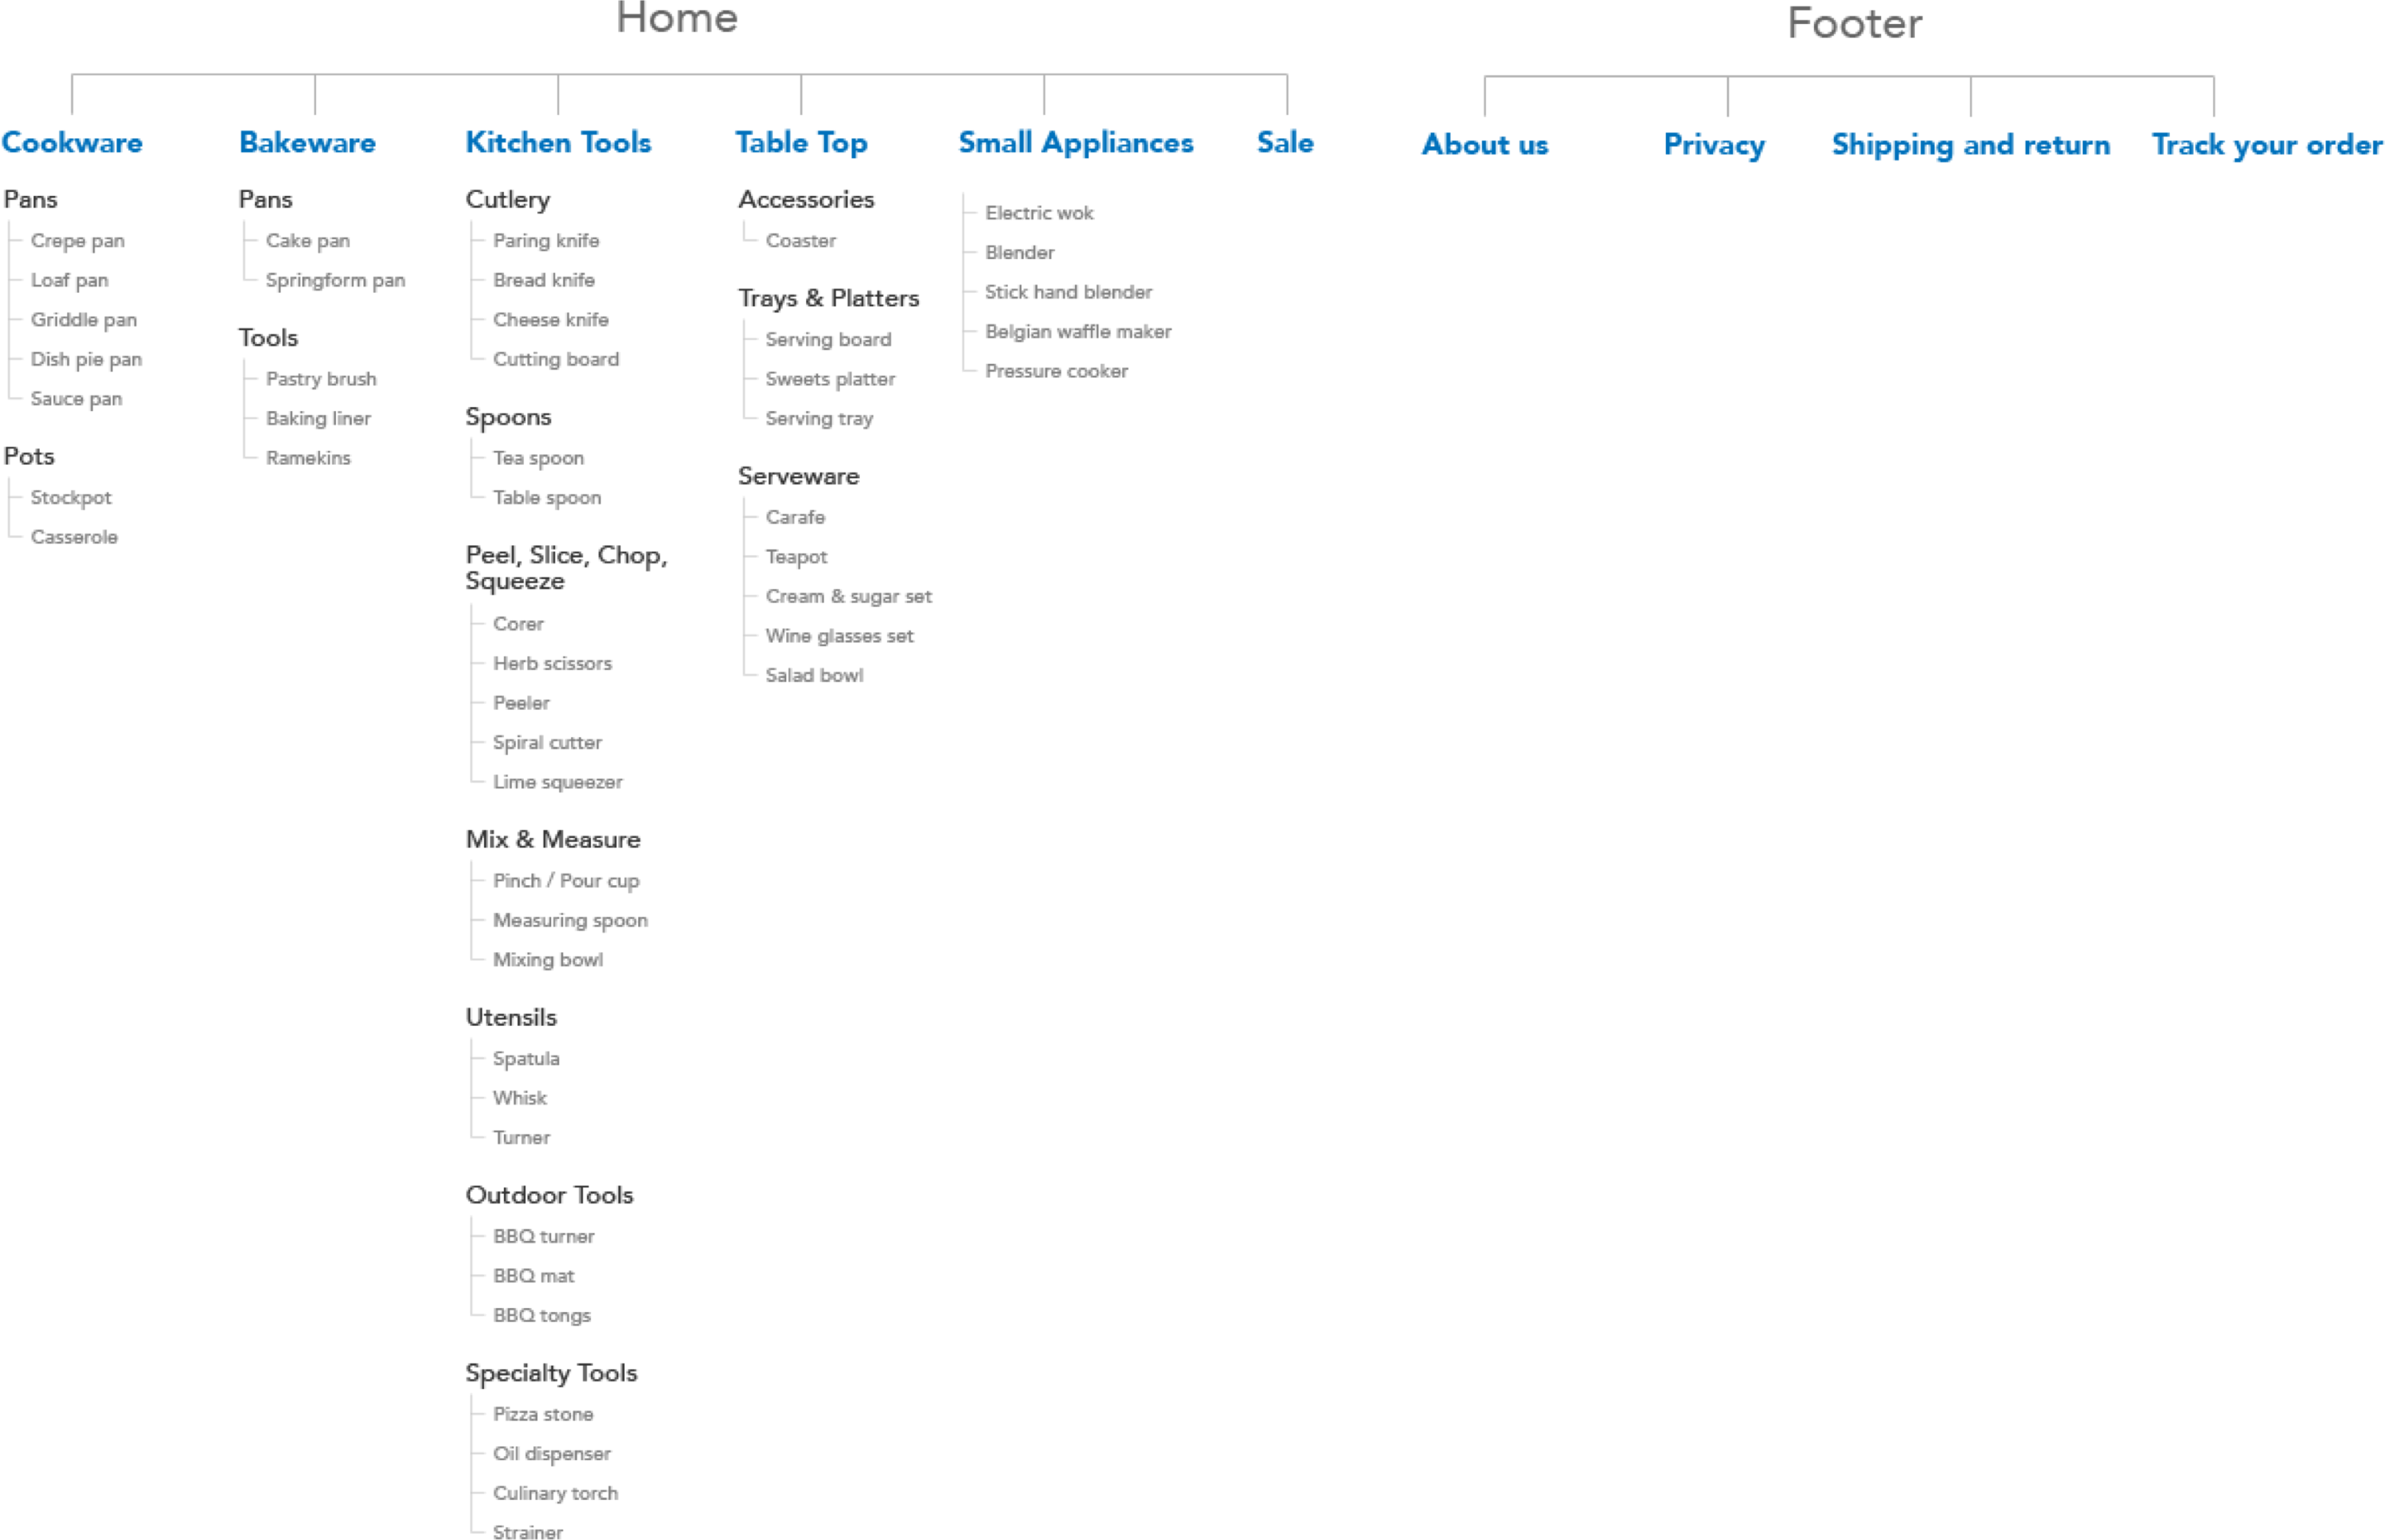 Home
Footer
Cookware
Bakeware
Kitchen Tools
Table Top
Small Appliances
Sale
About us
Privacy
Shipping and return
Track your order
Pans
Crepe pan
Loaf pan
Griddle pan
Dish pie pan
Sauce pan
Pots
Stockpot
Casserole
Pans
Cake pan
Springform pan
Tools
Pastry brush
Baking liner
Ramekins
Cutlery
Paring knife
Bread knife
Cheese knife
Cutting board
Spoons
Tea spoon
Table spoon
Peel, Slice, Chop,
Squeeze
Corer
Herb scissors
Peeler
Spiral cutter
Lime squeezer
Mix & Measure
Pinch / Pour cup
Measuring spoon
Mixing bowl
Utensils
Spatula
Whisk
Turner
Outdoor Tools
BBQ turner
BBQ mat
BBQ tongs
Specialty Tools
Pizza stone
Oil dispenser
Culinary torch
Strainer
Accessories
Coaster
Trays & Platters
Serving board
Sweets platter
Serving tray
Serveware
Carafe
Teapot
Cream & sugar set
Wine glasses set
Salad bowl
Electric wok
Blender
Stick hand blender
Belgian waffle maker
Pressure cooker